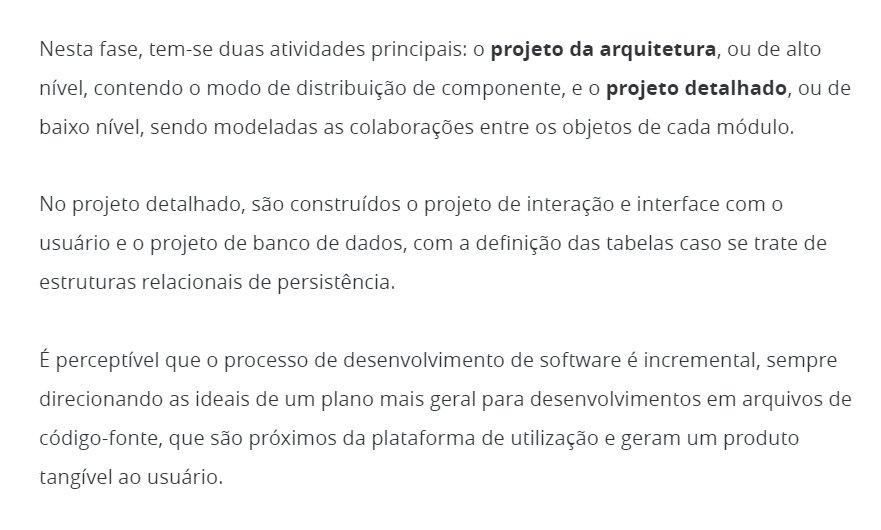 Nesta fase, tem-se duas atividades principais: o projeto da arquitetura, ou de alto
nível, contendo o modo de distribuição de componente, e o projeto detalhado, ou de
baixo nível, sendo modeladas as colaborações entre os objetos de cada módulo.
No projeto detalhado, são construídos o projeto de interação e interface com o
usuário e o projeto de banco de dados, com a definição das tabelas caso se trate de
estruturas relacionais de persistência.
É perceptível que o processo de desenvolvimento de software é incremental, sempre
direcionando as ideais de um plano mais geral para desenvolvimentos em arquivos de
código-fonte, que são próximos da plataforma de utilização e geram um produto
tangível ao usuário.